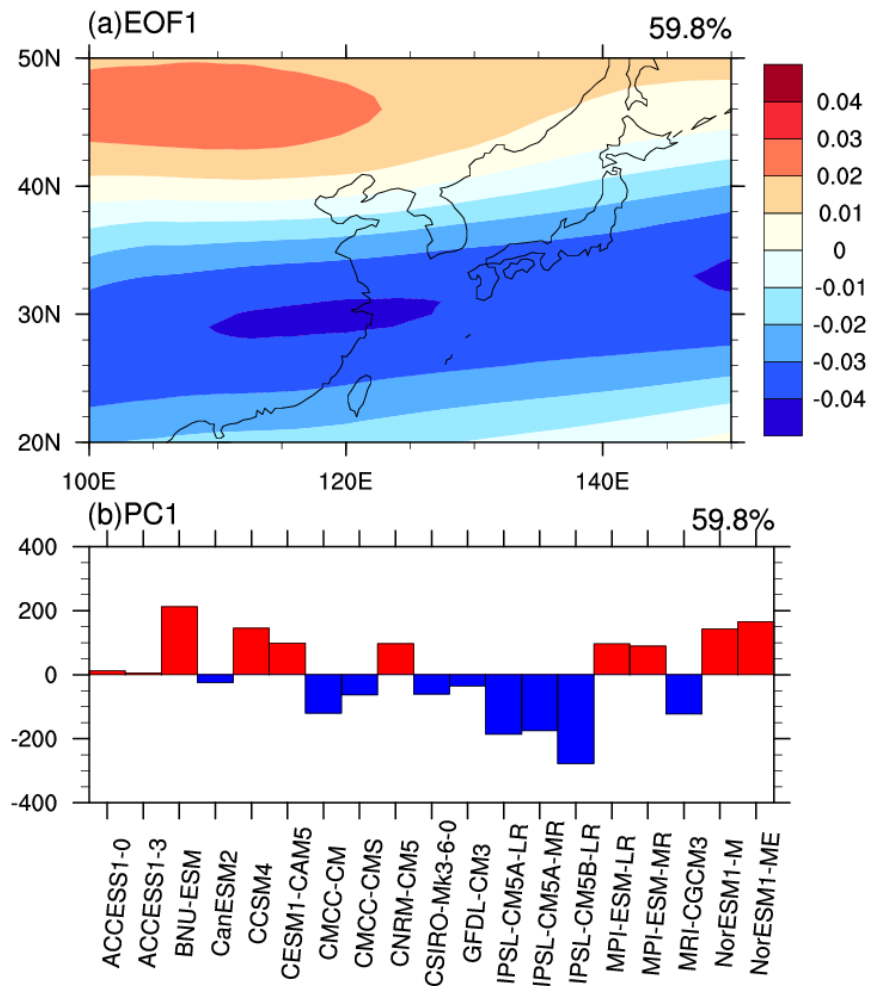 (a)EOF1
59.8%
50N
40N
30N
20N
100E
120E
140E
0.04
0.03
0.02
0.01
0
-0.01
-0.02
-0.03
-0.04
(b)PC1
59.8%
400
200
0
-200
-400
ACCESS1-0
ACCESS1-3
BNU-ESM
CanESM2
CCSM4
CESM1-CAM5
CMCC-CM
CMCC-CMS
CNRM-CM5
CSIRO-Mk3-6-0
GFDL-CM3
IPSL-CM5A-LR
IPSL-CM5A-MR
IPSL-CM5B-LR
MPI-ESM-LR
MPI-ESM-MR
MRI-CGCM3
NorESM1-M
NorESM1-ME